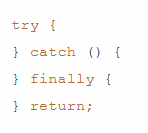 try {
} catch () {
} finally {
} return;